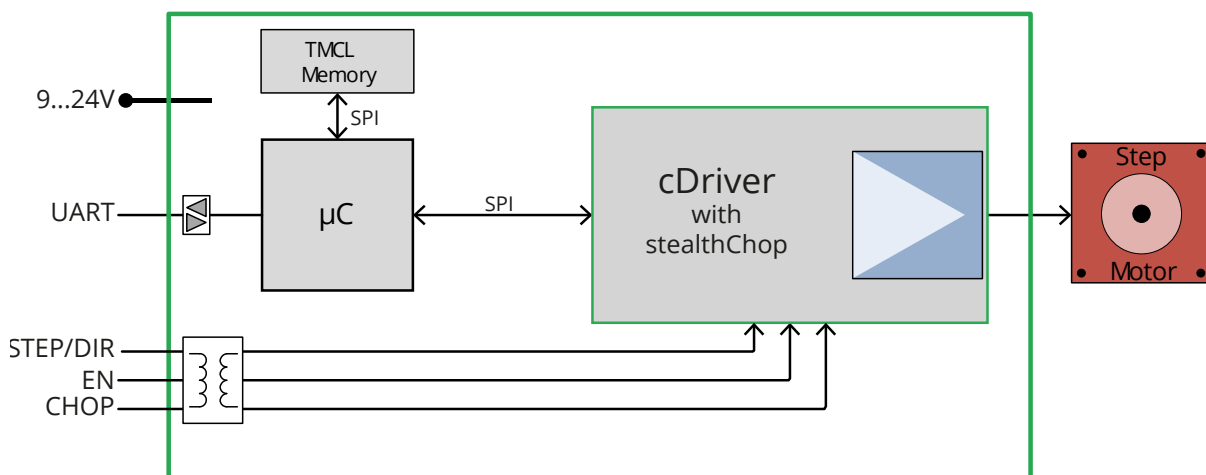 TMCL
Memory
9...24V
SPI
UART
µC
SPI
cDriver
with
stealthChop
Step
Motor
STEP/DIR
EN
CHOP